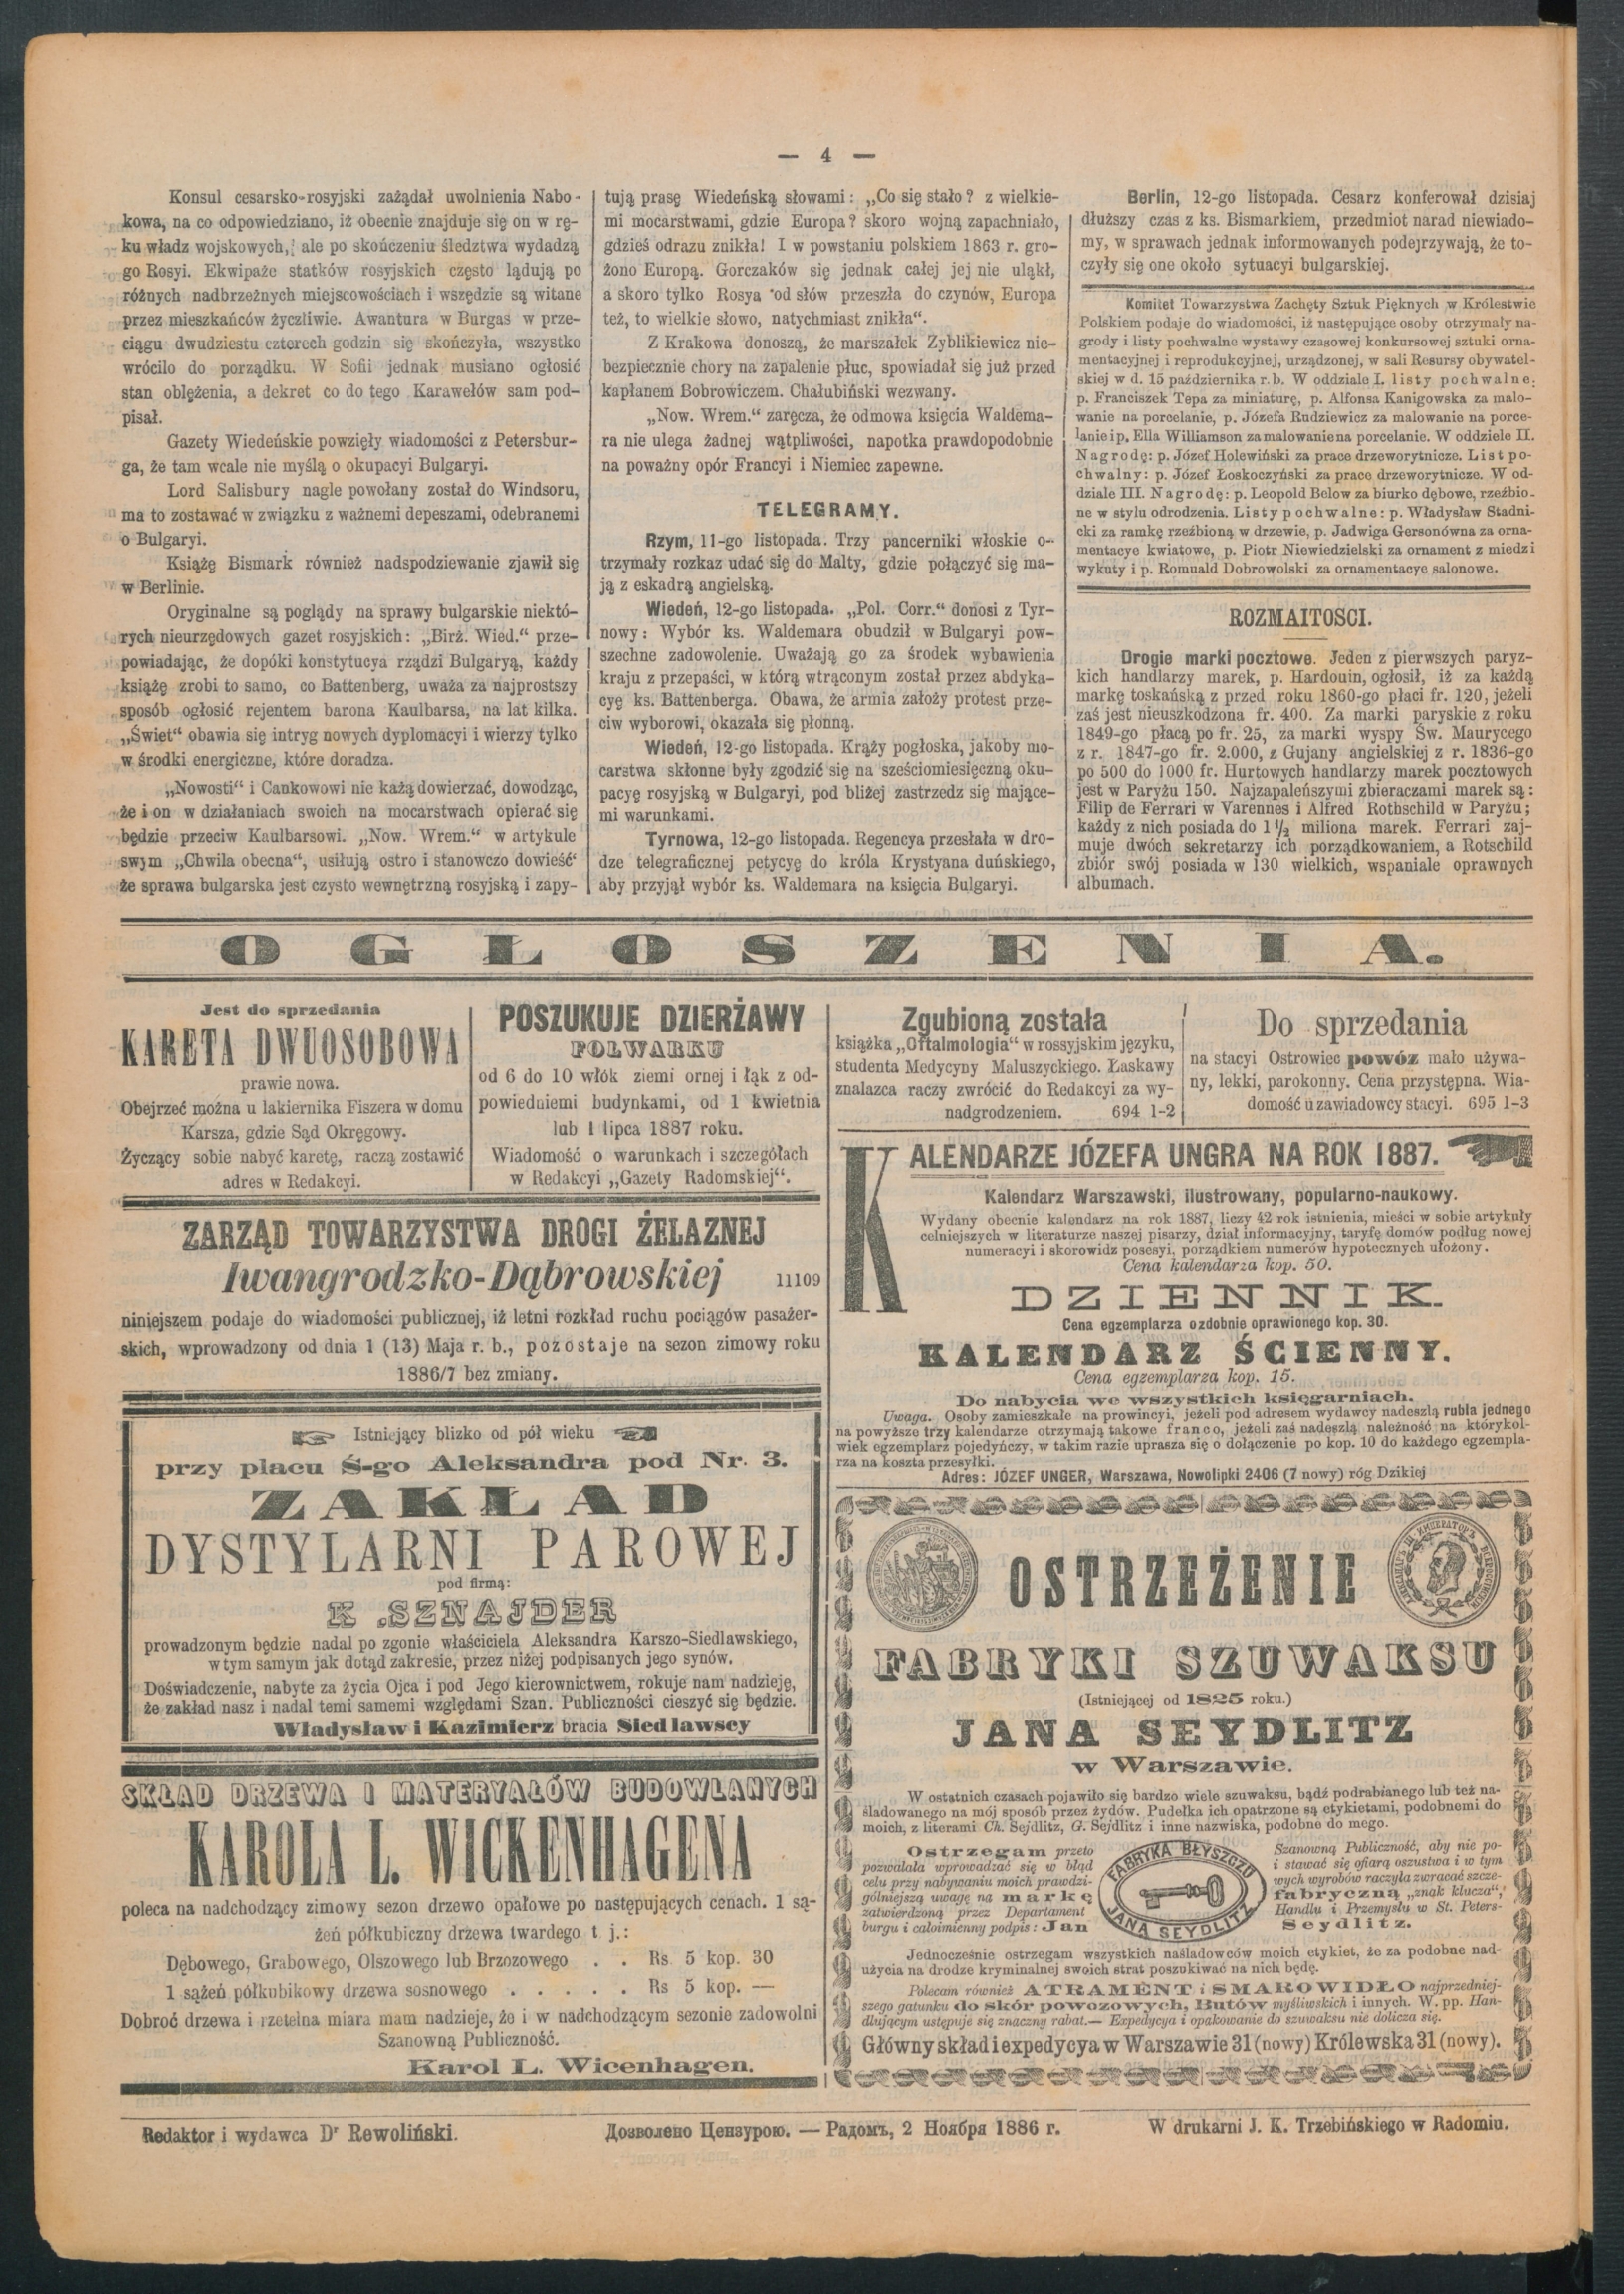 — 4 —
Konsul cesarsko-rosyjski zażądał uwolnienia Nabo-
kowa, na co odpowiedziano, iż obecnie znajduje się on w rę-
ku władz wojskowych, ale po skończeniu śledztwa wydadzą
go Rosyi. Ekwipaże statków rosyjskich często lądują po
różnych nadbrzeżnych miejscowościach i wszędzie są witane
przez mieszkańców życzliwie. Awantura w Burgas w prze-
ciągu dwudziestu czterech godzin się skończyła, wszystko
wróciło do porządku. W Sofii jednak musiano ogłosić
stan oblężenia, a dekret co do tego Karawełów sam pod-
pisał.
Gazety Wiedeńskie powzięły wiadomości z Petersbur-
ga, że tam wcale nie myślą o okupacyi Bulgaryi.
Lord Salisbury nagle powołany został do Windsoru,
ma to zostawać w związku z ważnemi depeszami, odebranemi
o Bulgaryi.
Książę Bismark również nadspodziewanie zjawił się
w Berlinie.
Oryginalne są poglądy na sprawy bulgarskie niektó-
rych nieurzędowych gazet rosyjskich: „Birż. Wied.“ prze-
powiadając, że dopóki konstytucya rządzi Bulgaryą, każdy
książę zrobi to samo, co Battenberg, uważa za najprostszy
sposób ogłosić rejentem barona Kaulbarsa, na lat kilka.
„Świet“ obawia się intryg nowych dyplomacyi i wierzy tylko
w środki energiczne, które doradza.
„Nowosti“ i Cankowowi nie każą dowierzać, dowodząc,
że i on w działaniach swoich na mocarstwach opierać się
będzie przeciw Kaulbarsowi. „Now. Wrem.“ w artykule
swym „Chwila obecna“, usiłują ostro i stanowczo dowieść
że sprawa bulgarska jest czysto wewnętrzną rosyjską i zapy-
tują prasę Wiedeńską słowami: „Co się stało? z wielkie-
mi mocarstwami, gdzie Europa? skoro wojną zapachniało,
gdzieś odrazu znikła! I w powstaniu polskiem 1863 r. gro-
żono Europą. Gorczaków się jednak całej jej nie uląkł,
a skoro tylko Rosya od słów przeszła do czynów, Europa
też, to wielkie słowo, natychmiast znikła“.
Z Krakowa donoszą, że marszałek Zyblikiewicz nie-
bezpiecznie chory na zapalenie płuc, spowiadał się już przed
kapłanem Bobrowiczem. Chałubiński wezwany.
„Now. Wrem.“ zaręcza, że odmowa księcia Waldema-
ra nie ulega żadnej wątpliwości, napotka prawdopodobnie
na poważny opór Francyi i Niemiec zapewne.
TELEGRAMY.
Rzym, 11-go listopada. Trzy pancerniki włoskie o-
trzymały rozkaz udać się do Malty, gdzie połączyć się ma-
ją z eskadrą angielską.
Wiedeń, 12-go listopada. „Pol. Corr.“ donosi z Tyr-
nowy: Wybór ks. Waldemara obudził w Bulgaryi pow-
szechne zadowolenie. Uważają go za środek wybawienia
kraju z przepaści, w którą wtrąconym został przez abdyka-
cyę ks. Battenberga. Obawa, że armia założy protest prze-
ciw wyborowi, okazała się płonną.
Wiedeń, 12-go listopada. Krąży pogłoska, jakoby mo-
carstwa skłonne były zgodzić się na sześciomiesięczną oku-
pacyę rosyjską w Bulgaryi, pod bliżej zastrzedz się mające-
mi warunkami.
Tyrnowa, 12-go listopada. Regencya przesłała w dro-
dze telegraficznej petycyę do króla Krystyana duńskiego,
aby przyjął wybór ks. Waldemara na księcia Bulgaryi.
Berlin, 12-go listopada. Cesarz konferował dzisiaj
dłuższy czas z ks. Bismarkiem, przedmiot narad niewiado-
my, w sprawach jednak informowanych podejrzywają, że to-
czyły się one około sytuacyi bulgarskiej.
Komitet Towarzystwa Zachęty Sztuk Pięknych w Królestwie
Polskiem podaje do wiadomości, iż następujące osoby otrzymały na-
grody i listy pochwalne wystawy czasowej konkursowej sztuki orna-
mentacyjnej i reprodukcyjnej, urządzonej, w sali Resursy obywatel-
skiej w d. 15 października r. b. W oddziale I. listy pochwalne:
p. Franciszek Tepa za miniaturę, p. Alfonsa Kanigowska za malo-
wanie na porcelanie, p. Józefa Rudziewicz za malowanie na porce-
lanie i p. Ella Williamson za malowanie na porcelanie. W oddziele II.
Nagrodę: p. Józef Holewiński za prace drzeworytnicze. List po-
chwalny: p. Józef Łoskoczyński za prace drzeworytnicze. W od-
dziale III. Nagrodę: p. Leopold Below za biurko dębowe, rzeźbio-
ne w stylu odrodzenia. Listy pochwalne: p. Władysław Stadni-
cki za ramkę rzeźbioną w drzewie, p. Jadwiga Gersonówna za orna-
mentacye kwiatowe, p. Piotr Niewiedzielski za ornament z miedzi
wykuty i p. Romuald Dobrowolski za ornamentacye salonowe.
ROZMAITOSCI.
Drogie marki pocztowe. Jeden z pierwszych paryz-
kich handlarzy marek, p. Hardouin, ogłosił, iż za każdą
markę toskańską z przed roku 1860-go płaci fr. 120, jeżeli
zaś jest nieuszkodzona fr. 400. Za marki paryskie z roku
1849-go płacą po fr. 25, za marki wyspy Św. Maurycego
z r. 1847-go fr. 2.000, z Gujany angielskiej z r. 1836-go
po 500 do 1000 fr. Hurtowych handlarzy marek pocztowych
jest w Paryżu 150. Najzapaleńszymi zbieraczami marek są:
Filip de Ferrari w Varennes i Alfred Rothschild w Paryżu;
każdy z nich posiada do 1½ miliona marek. Ferrari zaj-
muje dwóch sekretarzy ich porządkowaniem, a Rotschild
zbiór swój posiada w 130 wielkich, wspaniale oprawnych
albumach.
OGŁOSZENIA.
Jest do sprzedania
KARETA DWUOSOBOWA
prawie nowa.
Obejrzeć można u lakiernika Fiszera w domu
Karsza, gdzie Sąd Okręgowy.
Życzący sobie nabyć karetę, raczą zostawić
adres w Redakcyi.
POSZUKUJE DZIERŻAWY
FOLWARKU
od 6 do 10 włók ziemi ornej i łąk z od-
powiedniemi budynkami, od 1 kwietnia
lub 1 lipca 1887 roku.
Wiadomość o warunkach i szczegółach
w Redakcyi „Gazety Radomskiej“.
Zgubioną została
książka „Oftalmologia“ w rossyjskim języku,
studenta Medycyny Maluszyckiego. Łaskawy
znalazca raczy zwrócić do Redakcyi za wy-
nadgrodzeniem. 694 1-2
Do sprzedania
na stacyi Ostrowiec powóz mało używa-
ny, lekki, parokonny. Cena przystępna. Wia-
domość u zawiadowcy stacyi. 695 1-3
ZARZĄD TOWARZYSTWA DROGI ŻELAZNEJ
Iwangrodzko-Dąbrowskiej 11109
niniejszem podaje do wiadomości publicznej, iż letni rozkład ruchu pociągów pasażer-
skich, wprowadzony od dnia 1 (13) Maja r. b., pozostaje na sezon zimowy roku
1886/7 bez zmiany.
Istniejący blizko od pół wieku
przy placu Ś-go Aleksandra pod Nr. 3.
ZAKŁAD
DYSTYLARNI PAROWEJ
pod firmą:
K. SZNAJDER
prowadzonym będzie nadal po zgonie właściciela Aleksandra Karszo-Siedlawskiego,
w tym samym jak dotąd zakresie, przez niżej podpisanych jego synów.
Doświadczenie, nabyte za życia Ojca i pod Jego kierownictwem, rokuje nam nadzieję,
że zakład nasz i nadal temi samemi względami Szan. Publiczności cieszyć się będzie.
Władysław i Kazimierz bracia Siedlawscy
SKŁAD DRZEWA I MATERYAŁÓW BUDOWLANYCH
KAROLA L. WICKENHAGENA
poleca na nadchodzący zimowy sezon drzewo opałowe po następujących cenach. 1 są-
żeń półkubiczny drzewa twardego t j.:
Dębowego, Grabowego, Olszowego lub Brzozowego . . Rs. 5 kop. 30
1 sążeń półkubikowy drzewa sosnowego . . . . . Rs 5 kop. —
Dobroć drzewa i rzetelna miara mam nadzieje, że i w nadchodzącym sezonie zadowolni
Szanowną Publiczność.
Karol L. Wicenhagen.
KALENDARZE JÓZEFA UNGRA NA ROK 1887.
Kalendarz Warszawski, ilustrowany, popularno-naukowy.
Wydany obecnie kalendarz na rok 1887, liczy 42 rok istnienia, mieści w sobie artykuły
celniejszych w literaturze naszej pisarzy, dział informacyjny, taryfę domów podług nowej
numeracyi i skorowidz posesyi, porządkiem numerów hypotecznych ułożony.
Cena kalendarza kop. 50.
DZIENNIK.
Cena egzemplarza ozdobnie oprawionego kop. 30.
KALENDARZ ŚCIENNY.
Cena egzemplarza kop. 15.
Do nabycia we wszystkich księgarniach.
Uwaga. Osoby zamieszkałe na prowincyi, jeżeli pod adresem wydawcy nadeszlą rubla jednego
na powyższe trzy kalendarze otrzymają takowe franco, jeżeli zaś nadeszlą należność na którykol-
wiek egzemplarz pojedyńczy, w takim razie uprasza się o dołączenie po kop. 10 do każdego egzempla-
rza na koszta przesyłki.
Adres: JÓZEF UNGER, Warszawa, Nowolipki 2406 (7 nowy) róg Dzikiej
OSTRZEŻENIE
FABRYKI SZUWAKSU
(Istniejącej od 1825 roku.)
JANA SEYDLITZ
w Warszawie.
W ostatnich czasach pojawiło się bardzo wiele szuwaksu, bądź podrabianego lub też na-
śladowanego na mój sposób przez żydów. Pudełka ich opatrzone są etykietami, podobnemi do
moich, z literami Ch. Sejdlitz, G. Sejdlitz i inne nazwiska, podobne do mego.
Ostrzegam przeto Szanowną Publiczność, aby nie po-
pozwalała wprowadzać się w błąd i stawać się ofiarą oszustwa i w tym
celu przy nabywaniu moich prawdzi- wych wyrobów raczyła zwracać szcze-
gólniejszą uwagę na markę fabryczną „znak klucza“,
zatwierdzoną przez Departament Handlu i Przemysłu w St. Peters-
burgu i całoimienny podpis: Jan Seydlitz.
FABRYKA BŁYSZCZU
JANA SEYDLITZ
Jednocześnie ostrzegam wszystkich naśladowców moich etykiet, że za podobne nad-
użycia na drodze kryminalnej swoich strat poszukiwać na nich będę.
Polecam również ATRAMENT i SMAROWIDŁO najprzedniej-
szego gatunku do skór powozowych, Butów myśliwskich i innych. W. pp. Han-
dlującym ustępuje się znaczny rabat.— Expedycya i opakowanie do szuwaksu nie dolicza się.
Główny skład i expedycya w Warszawie 31 (nowy) Królewska 31 (nowy).
Redaktor i wydawca Dr Rewoliński.
Дозволено Цензурою. — Радомъ, 2 Ноября 1886 г.
W drukarni J. K. Trzebińskiego w Radomiu.